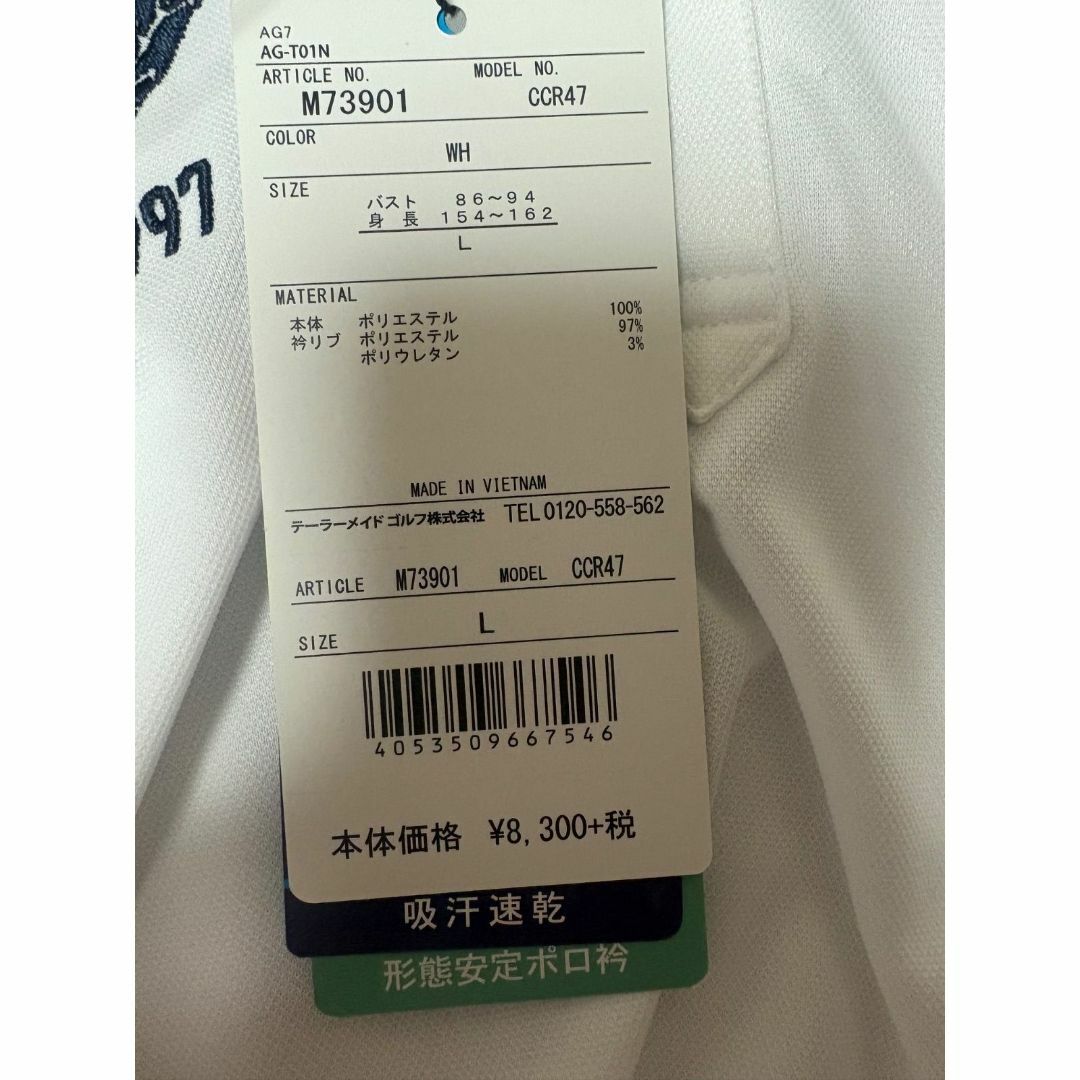 AG7
AG-T01N
ARTICLE NO. MODEL NO.
M73901 CCR47
COLOR
WH
SIZE
バスト 86～94
身長 154～162
L
MATERIAL
本体 ポリエステル 100%
衿リブ ポリエステル 97%
ポリウレタン 3%
MADE IN VIETNAM
テーラーメイド ゴルフ株式会社 TEL 0120-558-562
ARTICLE M73901 MODEL CCR47
SIZE L
4053509667546
本体価格 ¥8,300+税
吸汗速乾
形態安定ポロ衿
97